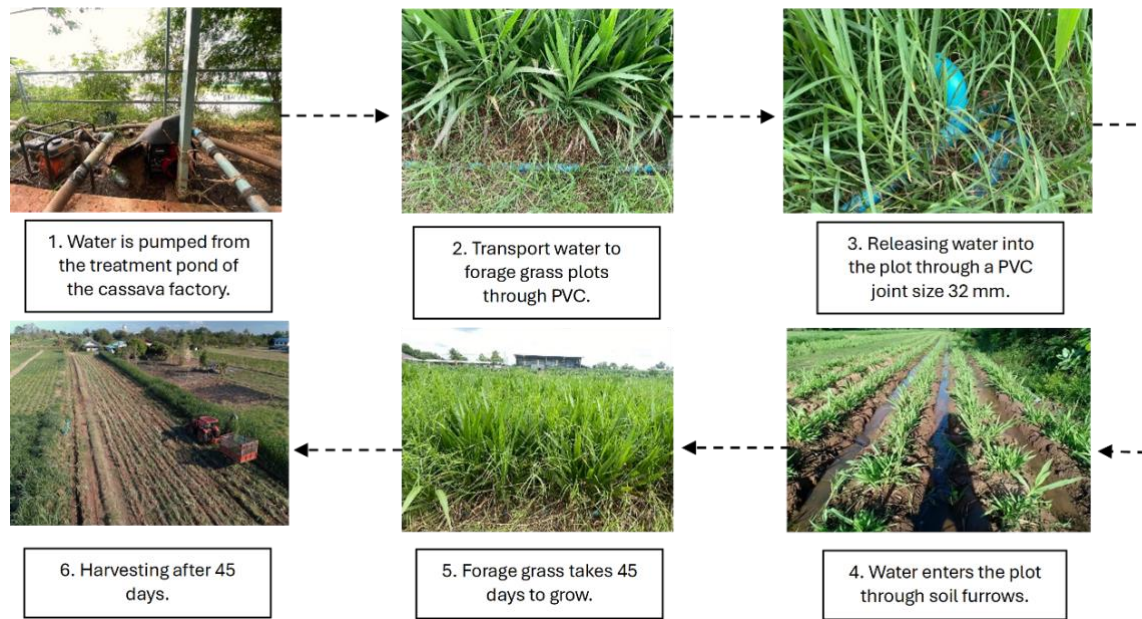 1. Water is pumped from
the treatment pond of
the cassava factory.
2. Transport water to
forage grass plots
through PVC.
3. Releasing water into
the plot through a PVC
joint size 32 mm.
6. Harvesting after 45
days.
5. Forage grass takes 45
days to grow.
4. Water enters the plot
through soil furrows.